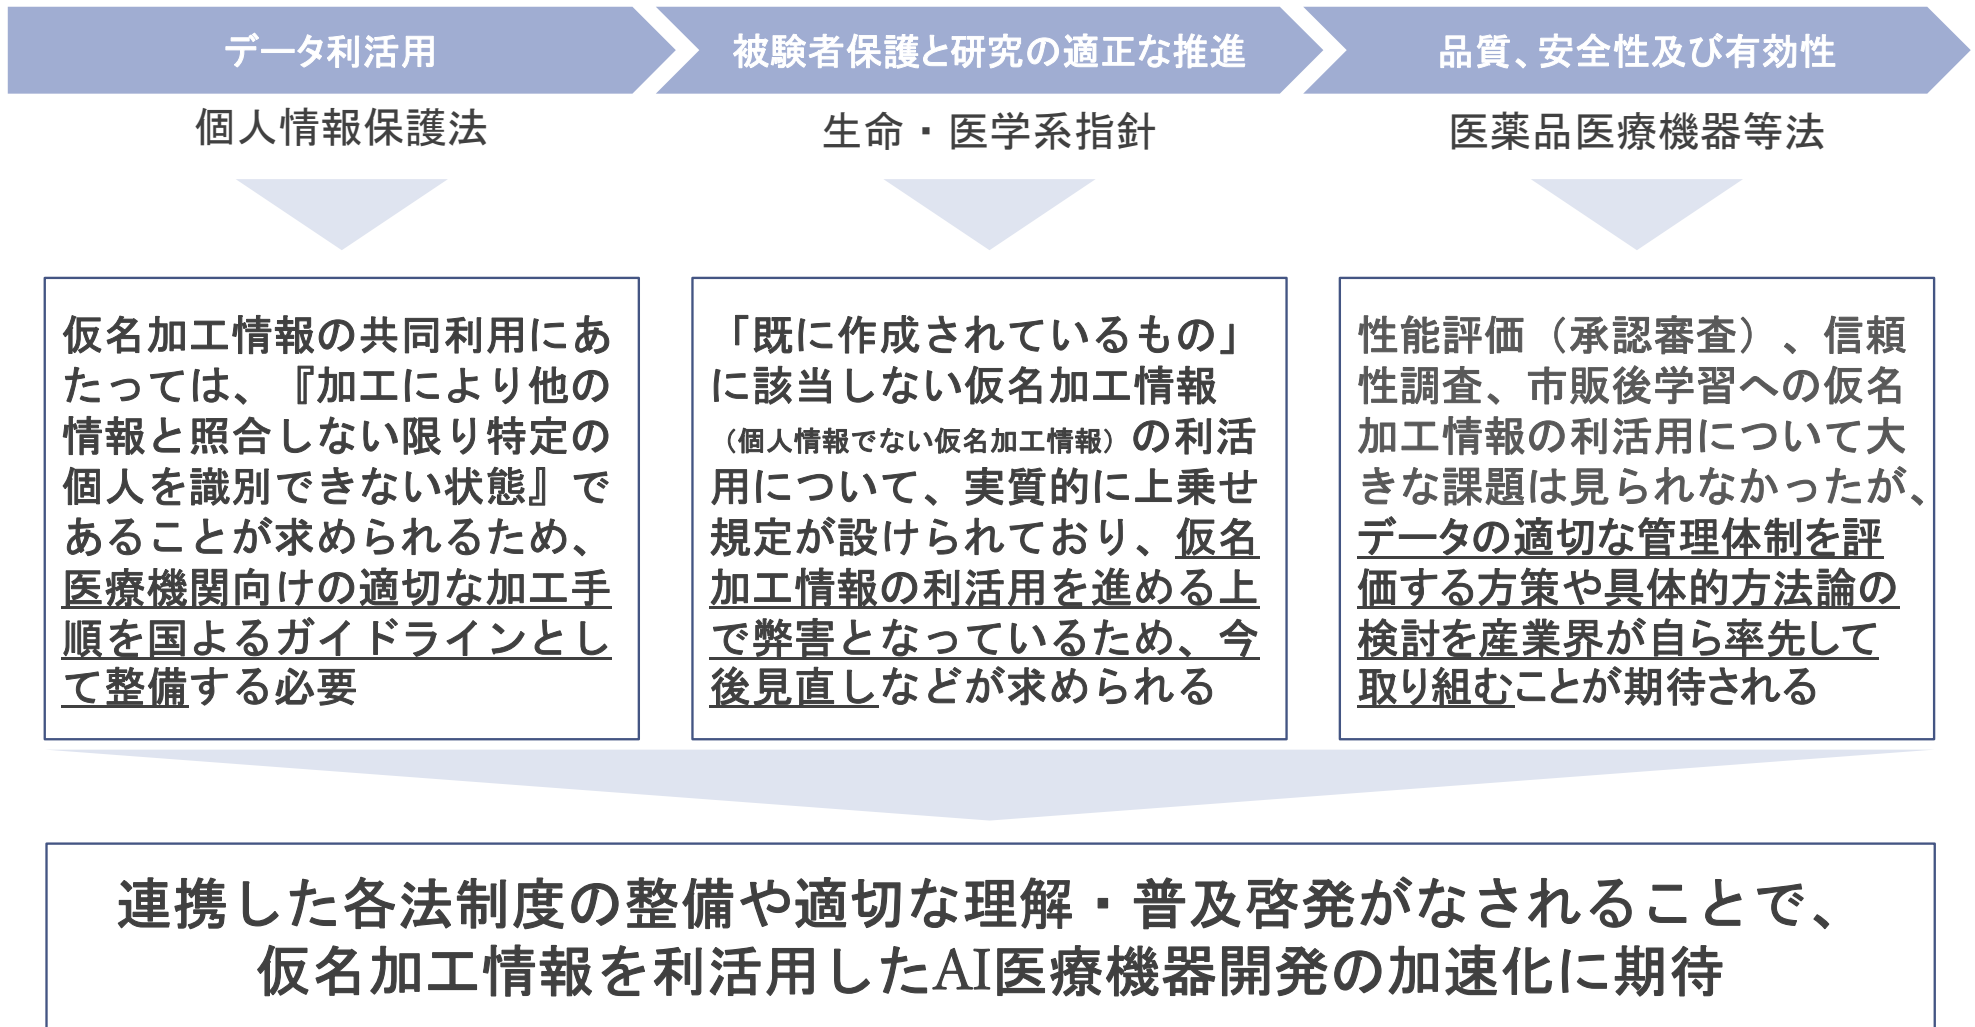 データ利活用
被験者保護と研究の適正な推進
品質、安全性及び有効性
個人情報保護法
生命・医学系指針
医薬品医療機器等法
仮名加工情報の共同利用にあ
たっては、『加工により他の
情報と照合しない限り特定の
個人を識別できない状態』で
あることが求められるため、
医療機関向けの適切な加工手
順を国よるガイドラインとし
て整備する必要
「既に作成されているもの」
に該当しない仮名加工情報
（個人情報でない仮名加工情報）の利活
用について、実質的に上乗せ
規定が設けられており、仮名
加工情報の利活用を進める上
で弊害となっているため、今
後見直しなどが求められる
性能評価（承認審査）、信頼
性調査、市販後学習への仮名
加工情報の利活用について大
きな課題は見られなかったが、
データの適切な管理体制を評
価する方策や具体的方法論の
検討を産業界が自ら率先して
取り組むことが期待される
連携した各法制度の整備や適切な理解・普及啓発がなされることで、
仮名加工情報を利活用したAI医療機器開発の加速化に期待